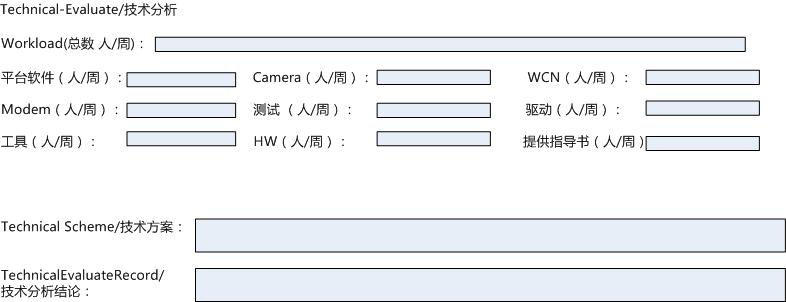 Technical-Evaluate/技术分析
Workload(总数 人/周)：
平台软件（人/周）： Camera（人/周）： WCN（人/周）：
Modem（人/周）： 测试 （人/周）： 驱动（人/周）：
工具（人/周）： HW（人/周）： 提供指导书（人/周）
Technical Scheme/技术方案：
TechnicalEvaluateRecord/
技术分析结论：